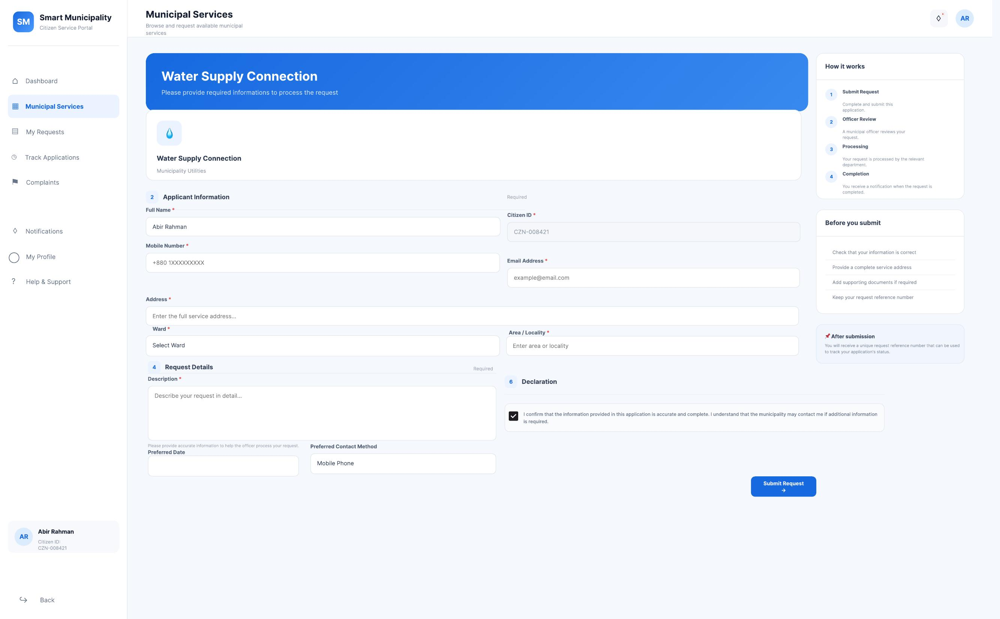 SM
Smart Municipality
Citizen Service Portal
Dashboard
Municipal Services
My Requests
Track Applications
Complaints
Notifications
My Profile
? Help & Support
AR
Abir Rahman
Citizen ID:
CZN-008421
Back
Municipal Services
Browse and request available municipal
services
AR
Water Supply Connection
Please provide required informations to process the request
Water Supply Connection
Municipality Utilities
2 Applicant Information
Required
Full Name *
Abir Rahman
Citizen ID *
CZN-008421
Mobile Number *
+880 1XXXXXXXXX
Email Address *
example@email.com
Address *
Enter the full service address...
Ward *
Select Ward
Area / Locality *
Enter area or locality
4 Request Details
Required
Description *
Describe your request in detail...
Please provide accurate information to help the officer process your request.
Preferred Date
Preferred Contact Method
Mobile Phone
6 Declaration
I confirm that the information provided in this application is accurate and complete. I understand that the municipality may contact me if additional information
is required.
Submit Request
→
How it works
1 Submit Request
Complete and submit this
application.
2 Officer Review
A municipal officer reviews your
request.
3 Processing
Your request is processed by the relevant
department.
4 Completion
You receive a notification when the request is
completed.
Before you submit
Check that your information is correct
Provide a complete service address
Add supporting documents if required
Keep your request reference number
📌 After submission
You will receive a unique request reference number that can be used
to track your application's status.